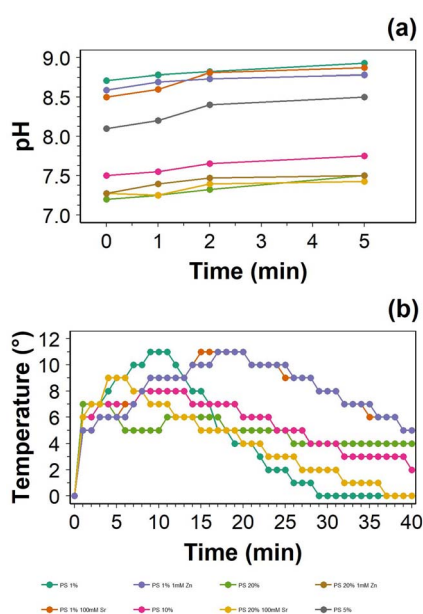 (a)
9.0
8.5
8.0
7.5
7.0
pH
0 1 2 3 4 5
Time (min)
(b)
12
10
8
6
4
2
0
Temperature (°)
0 5 10 15 20 25 30 35 40
Time (min)
PS 1% PS 1% 1mM Zn PS 20% PS 20% 1mM Zn
PS 1% 100mM Sr PS 10% PS 20% 100mM Sr PS 5%